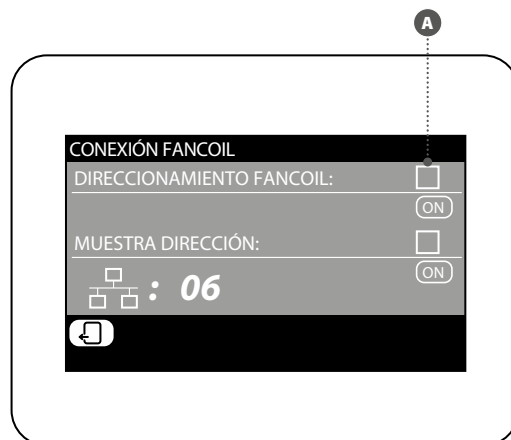 A
CONEXIÓN FANCOIL
DIRECCIONAMIENTO FANCOIL:
ON
MUESTRA DIRECCIÓN:
ON
: 06